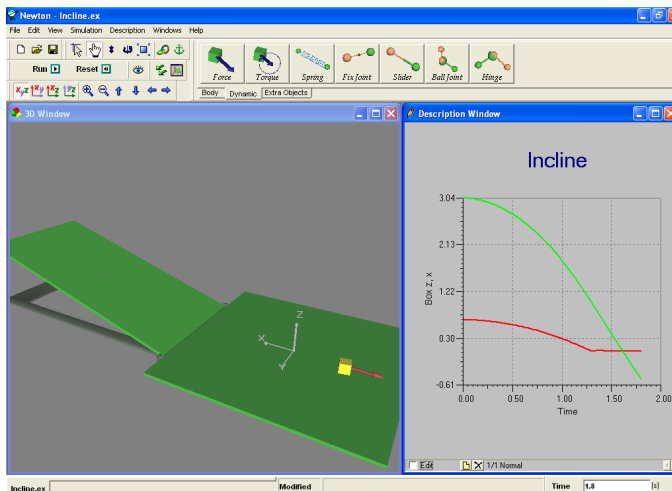 Newton - Incline.ex
File Edit View Simulation Description Windows Help
Run Reset
Force Torque Spring Fix Joint Slider Ball Joint Hinge
Body Dynamic Extra Objects
xyz
3D Window
Description Window
Incline
3.04
2.13
1.22
0.30
-0.61
Box z, x
0.00 0.50 1.00 1.50 2.00
Time
Z
X
Y
Edit 1/1 Normal
Incline.ex Modified Time 1.8 (s)